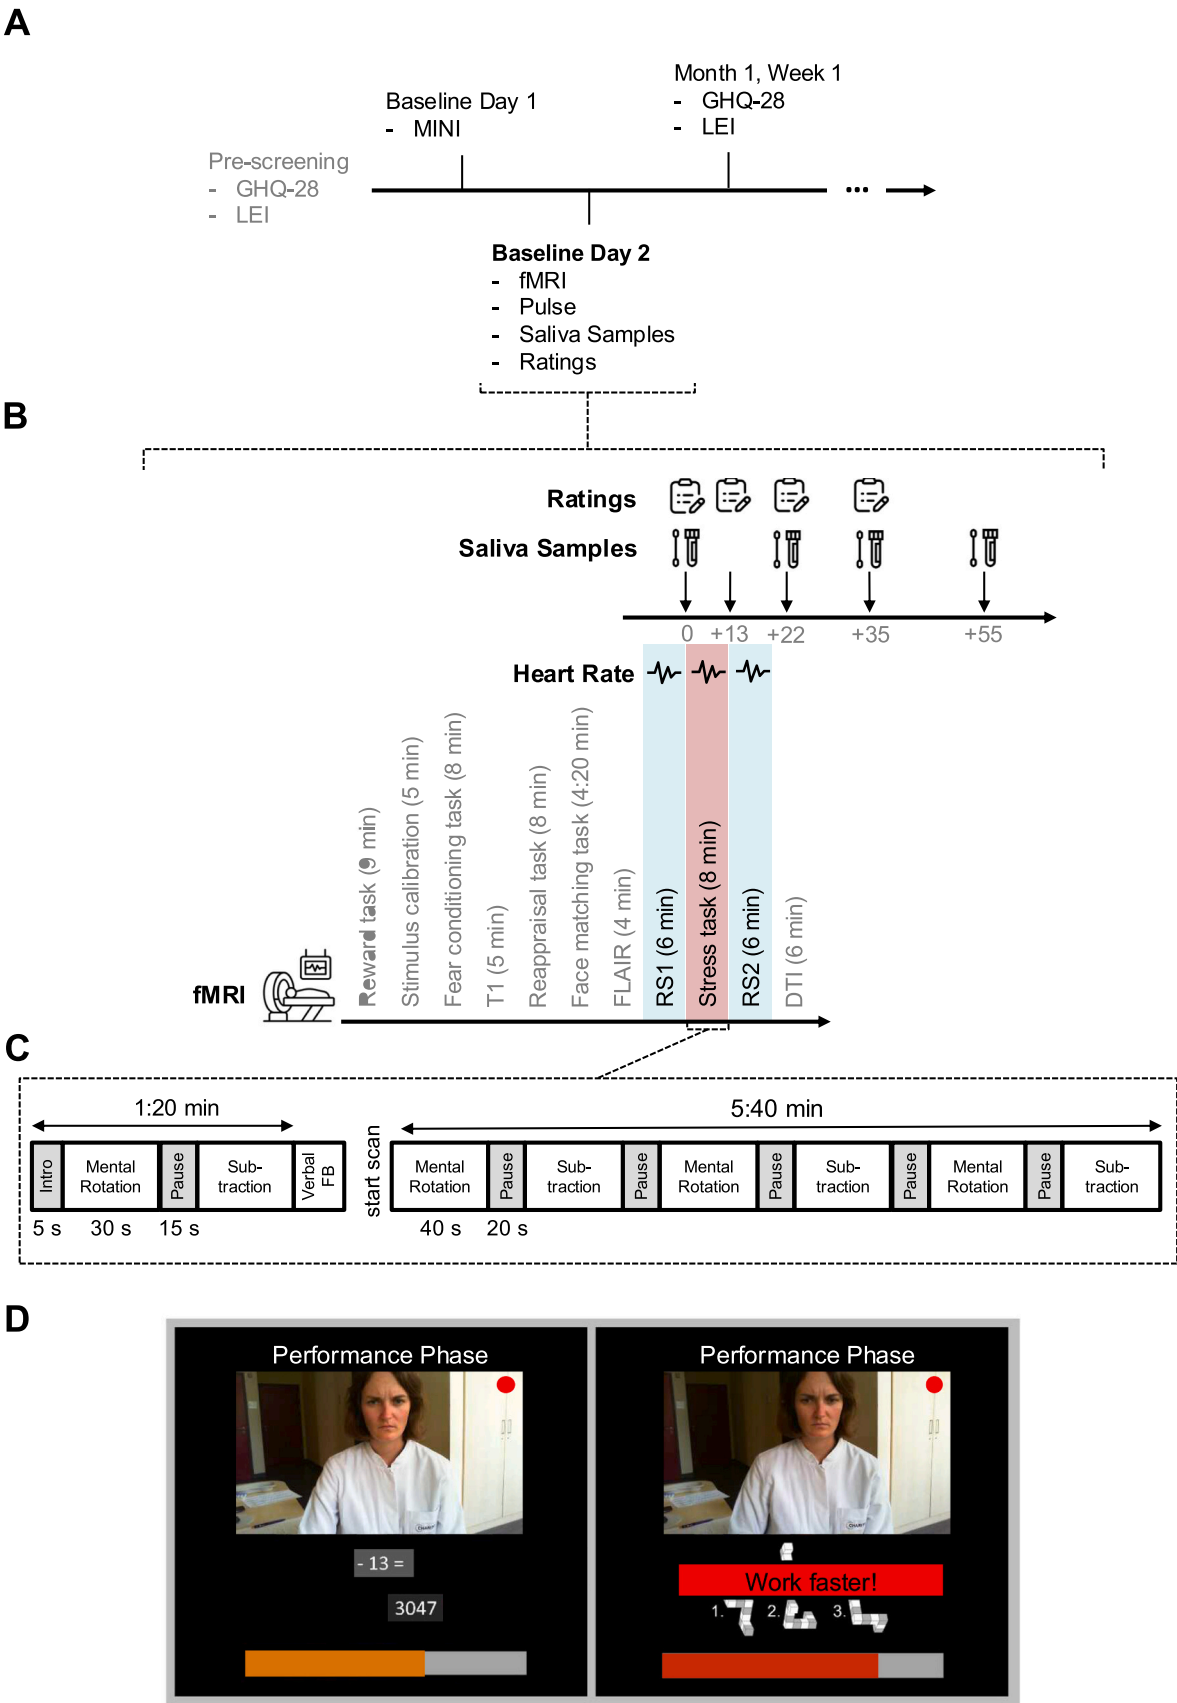 A
Month 1, Week 1
- GHQ-28
- LEI
Baseline Day 1
- MINI
Pre-screening
- GHQ-28
- LEI
...
Baseline Day 2
- fMRI
- Pulse
- Saliva Samples
- Ratings
B
Ratings
Saliva Samples
0 +13 +22 +35 +55
Heart Rate
Reward task (9 min)
Stimulus calibration (5 min)
Fear conditioning task (8 min)
T1 (5 min)
Reappraisal task (8 min)
Face matching task (4:20 min)
FLAIR (4 min)
RS1 (6 min)
Stress task (8 min)
RS2 (6 min)
DTI (6 min)
fMRI
C
1:20 min
Intro
Mental
Rotation
Pause
Sub-
traction
Verbal
FB
5 s 30 s 15 s
start scan
5:40 min
Mental
Rotation
Pause
Sub-
traction
Pause
Mental
Rotation
Pause
Sub-
traction
Pause
Mental
Rotation
Pause
Sub-
traction
40 s 20 s
D
Performance Phase
- 13 =
3047
Performance Phase
Work faster!
1. 2. 3.